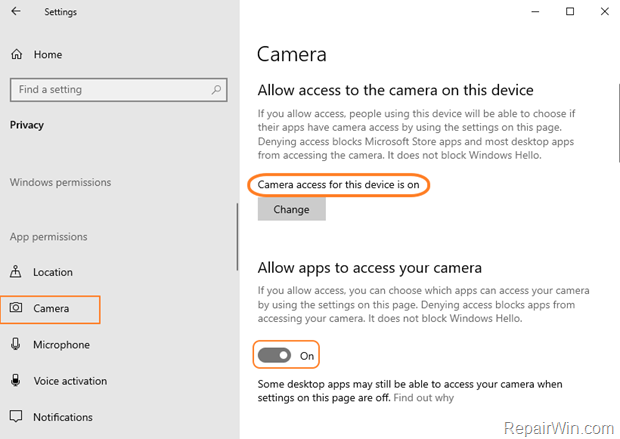 Settings
Home
Find a setting
Privacy
Windows permissions
App permissions
Location
Camera
Microphone
Voice activation
Notifications
Camera
Allow access to the camera on this device
If you allow access, people using this device will be able to choose if
their apps have camera access by using the settings on this page.
Denying access blocks Microsoft Store apps and most desktop apps
from accessing the camera. It does not block Windows Hello.
Camera access for this device is on
Change
Allow apps to access your camera
If you allow access, you can choose which apps can access your camera
by using the settings on this page. Denying access blocks apps from
accessing your camera. It does not block Windows Hello.
On
Some desktop apps may still be able to access your camera when
settings on this page are off. Find out why
RepairWin.com